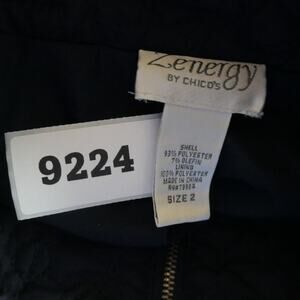 Zenergy
BY CHICO'S
9224
SHELL
93% POLYESTER
7% OLEFIN
LINING
100% POLYESTER
MADE IN CHINA
SIZE 2